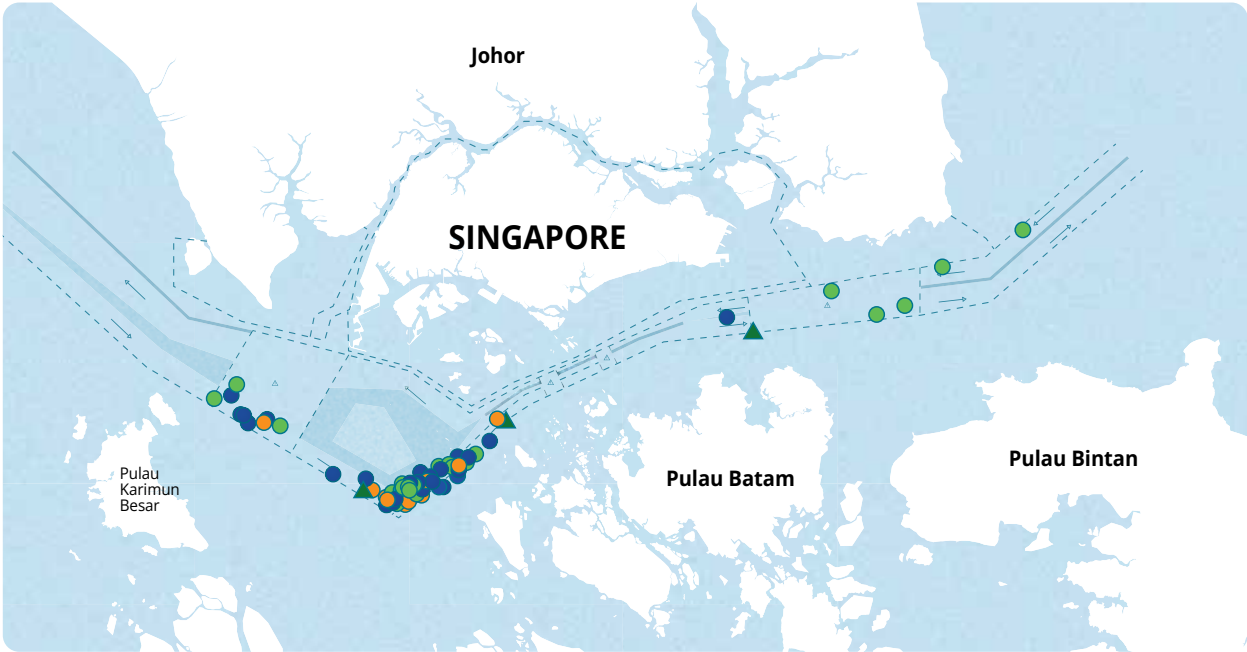 Johor
SINGAPORE
Pulau Bintan
Pulau Batam
Pulau
Karimun
Besar